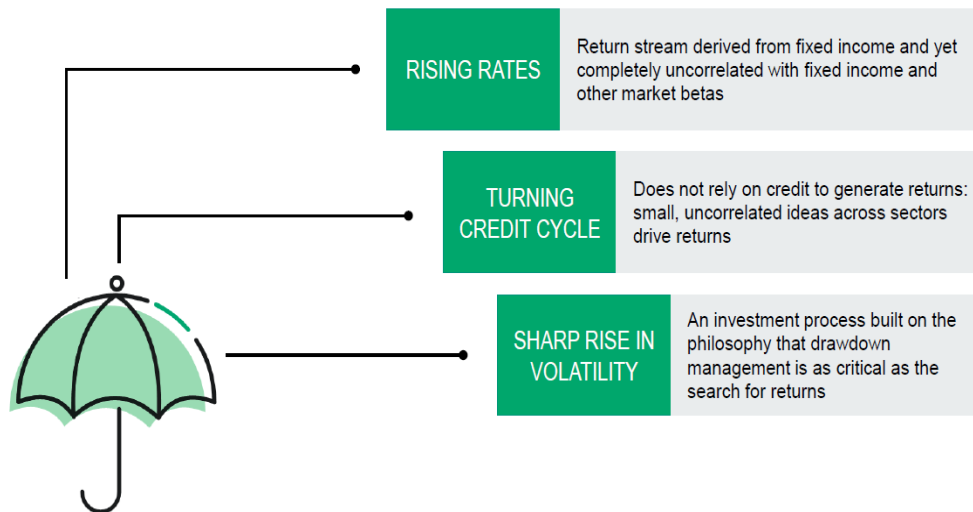 RISING RATES
Return stream derived from fixed income and yet
completely uncorrelated with fixed income and
other market betas
TURNING
CREDIT CYCLE
Does not rely on credit to generate returns:
small, uncorrelated ideas across sectors
drive returns
SHARP RISE IN
VOLATILITY
An investment process built on the
philosophy that drawdown
management is as critical as the
search for returns